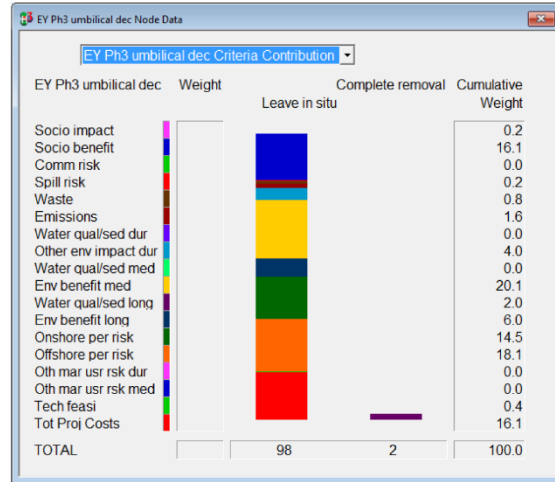 EY Ph3 umbilical dec Node Data
EY Ph3 umbilical dec Criteria Contribution
EY Ph3 umbilical dec Weight Complete removal Cumulative
Leave in situ Weight
Socio impact 0.2
Socio benefit 16.1
Comm risk 0.0
Spill risk 0.2
Waste 0.8
Emissions 1.6
Water qual/sed dur 0.0
Other env impact dur 4.0
Water qual/sed med 0.0
Env benefit med 20.1
Water qual/sed long 2.0
Env benefit long 6.0
Onshore per risk 14.5
Offshore per risk 18.1
Oth mar usr rsk dur 0.0
Oth mar usr rsk med 0.0
Tech feasi 0.4
Tot Proj Costs 16.1
TOTAL 98 2 100.0